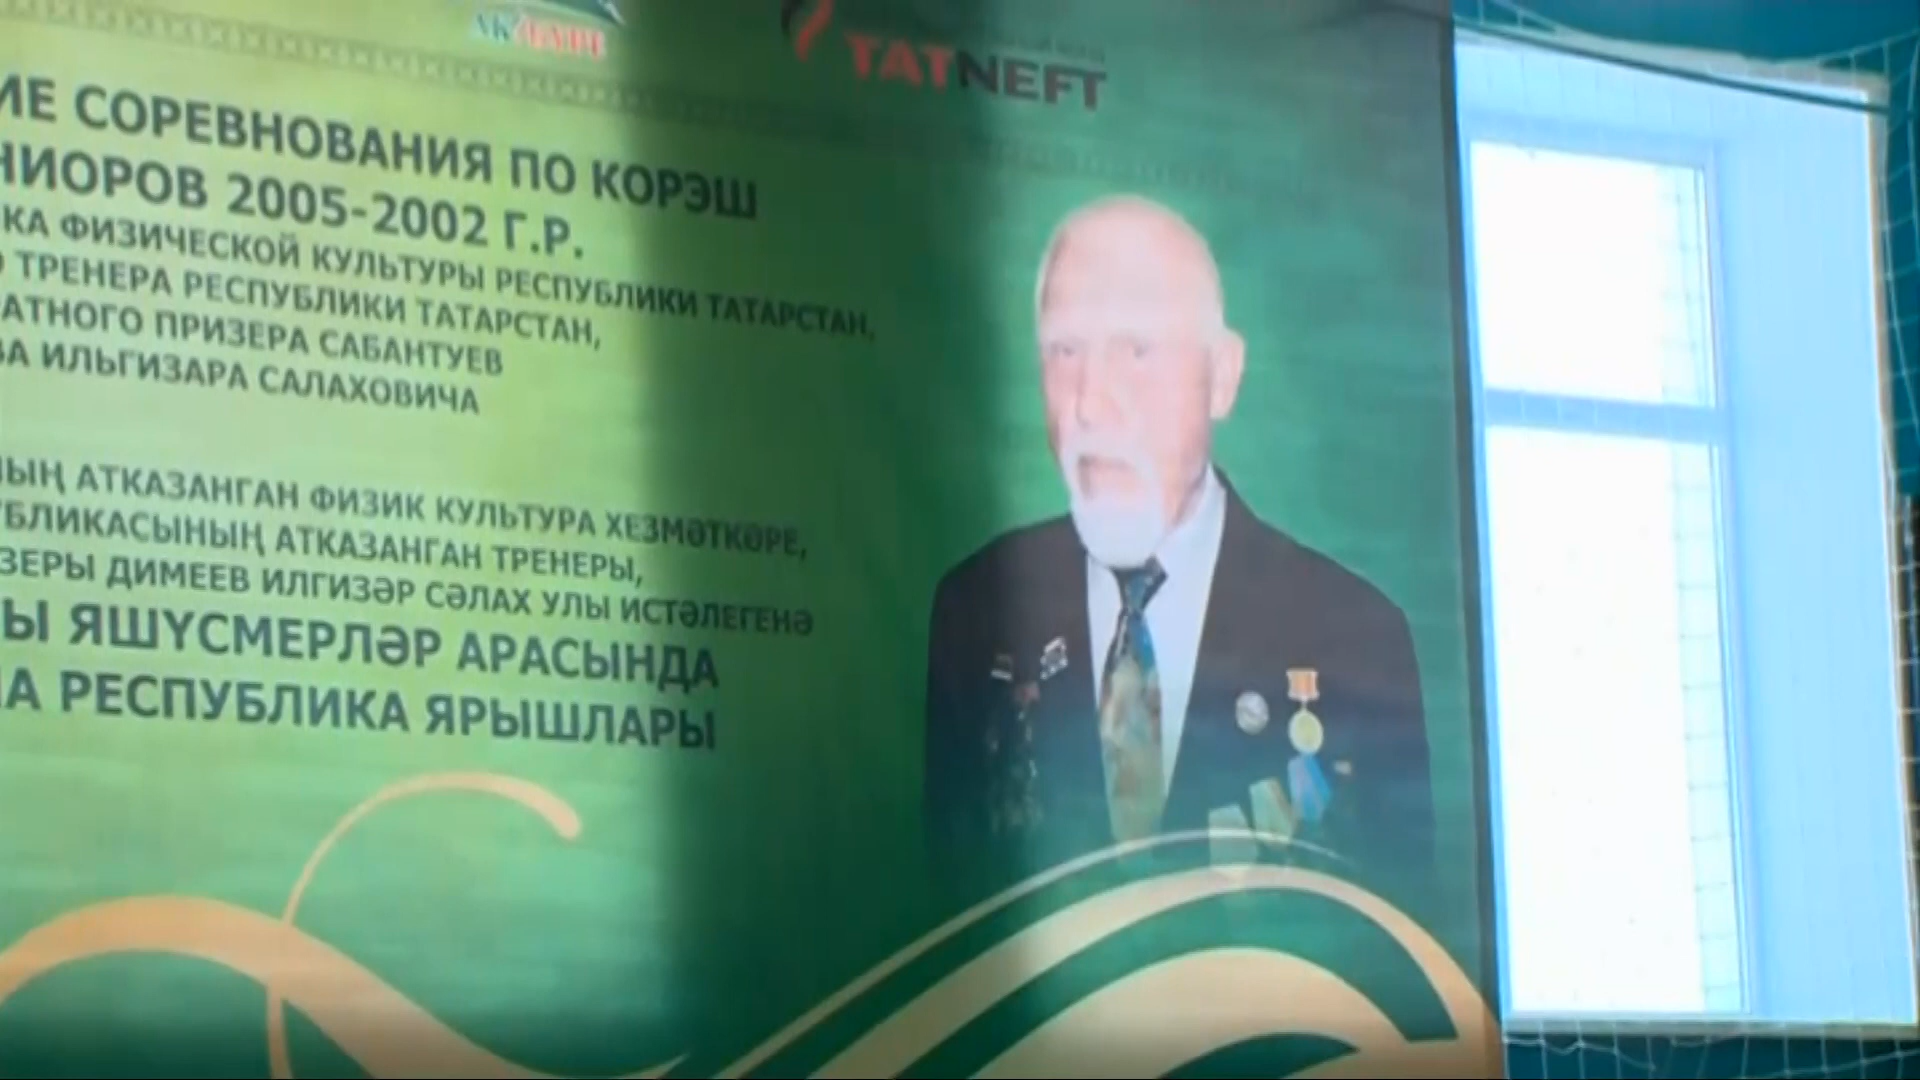 TATNEFT
ИЕ СОРЕВНОВАНИЯ ПО КОРЭШ
НИОРОВ 2005-2002 Г.Р.
КА ФИЗИЧЕСКОЙ КУЛЬТУРЫ РЕСПУБЛИКИ ТАТАРСТАН,
ТРЕНЕРА РЕСПУБЛИКИ ТАТАРСТАН,
АТНОГО ПРИЗЕРА САБАНТУЕВ
ВА ИЛЬГИЗАРА САЛАХОВИЧА
НЫҢ АТКАЗАНГАН ФИЗИК КУЛЬТУРА ХЕЗМӘТКӘРЕ,
УБЛИКАСЫНЫҢ АТКАЗАНГАН ТРЕНЕРЫ,
ЗЕРЫ ДИМЕЕВ ИЛГИЗӘР СӘЛАХ УЛЫ ИСТӘЛЕГЕНӘ
Ы ЯШҮСМЕРЛӘР АРАСЫНДА
А РЕСПУБЛИКА ЯРЫШЛАРЫ